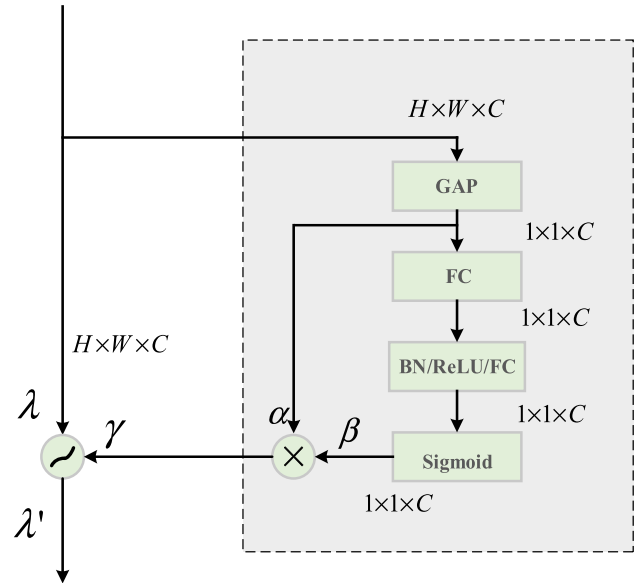 H×W×C
GAP
1×1×C
FC
1×1×C
H×W×C
BN/ReLU/FC
1×1×C
λ
α
γ
β
×
Sigmoid
1×1×C
λ'